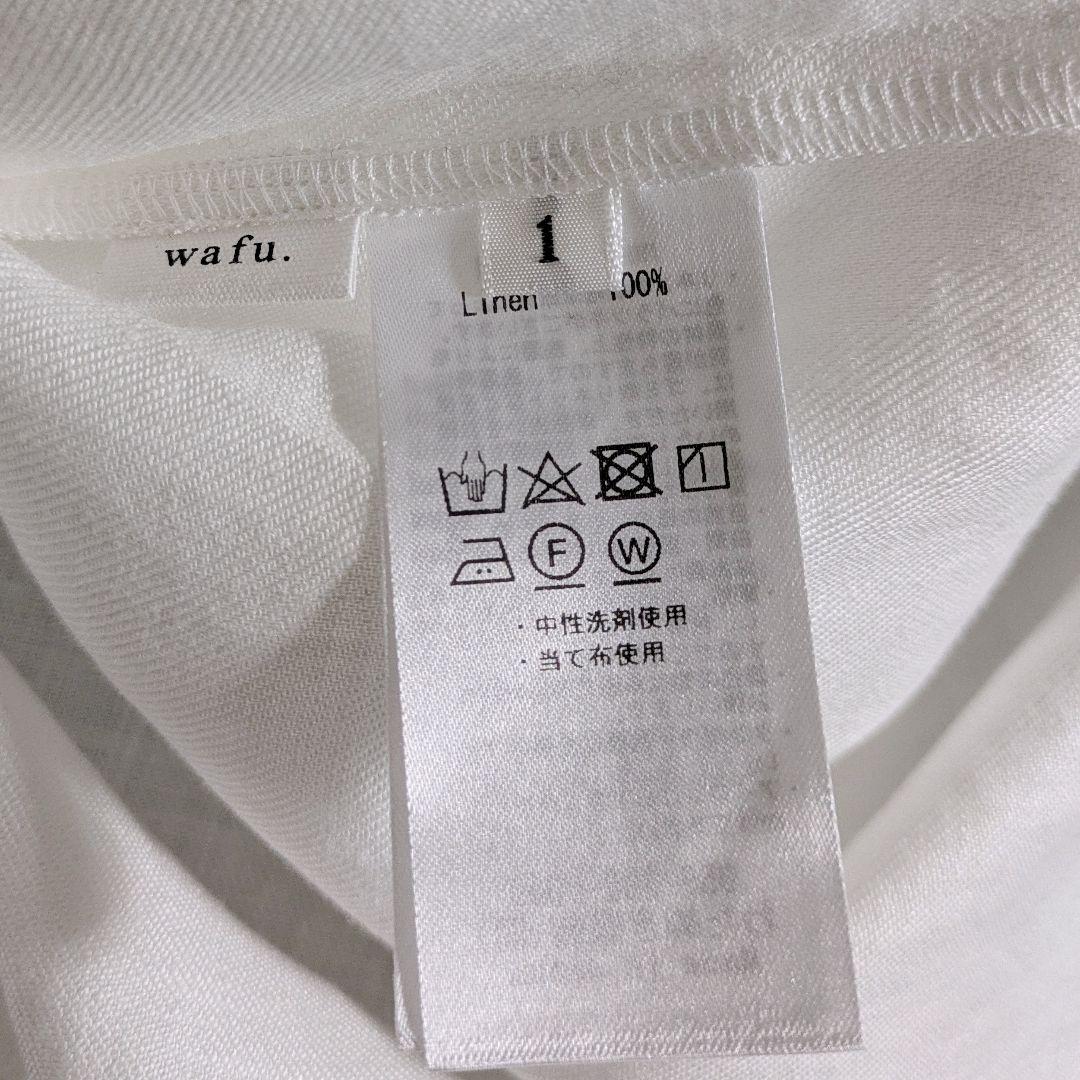 wafu.
1
Linen 100%
F W
・中性洗剤使用
・当て布使用